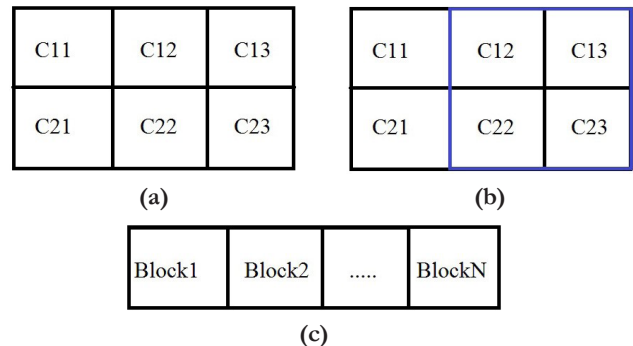 C11 C12 C13 C11 C12 C13
C21 C22 C23 C21 C22 C23
(a) (b)
Block1 Block2 ..... BlockN
(c)